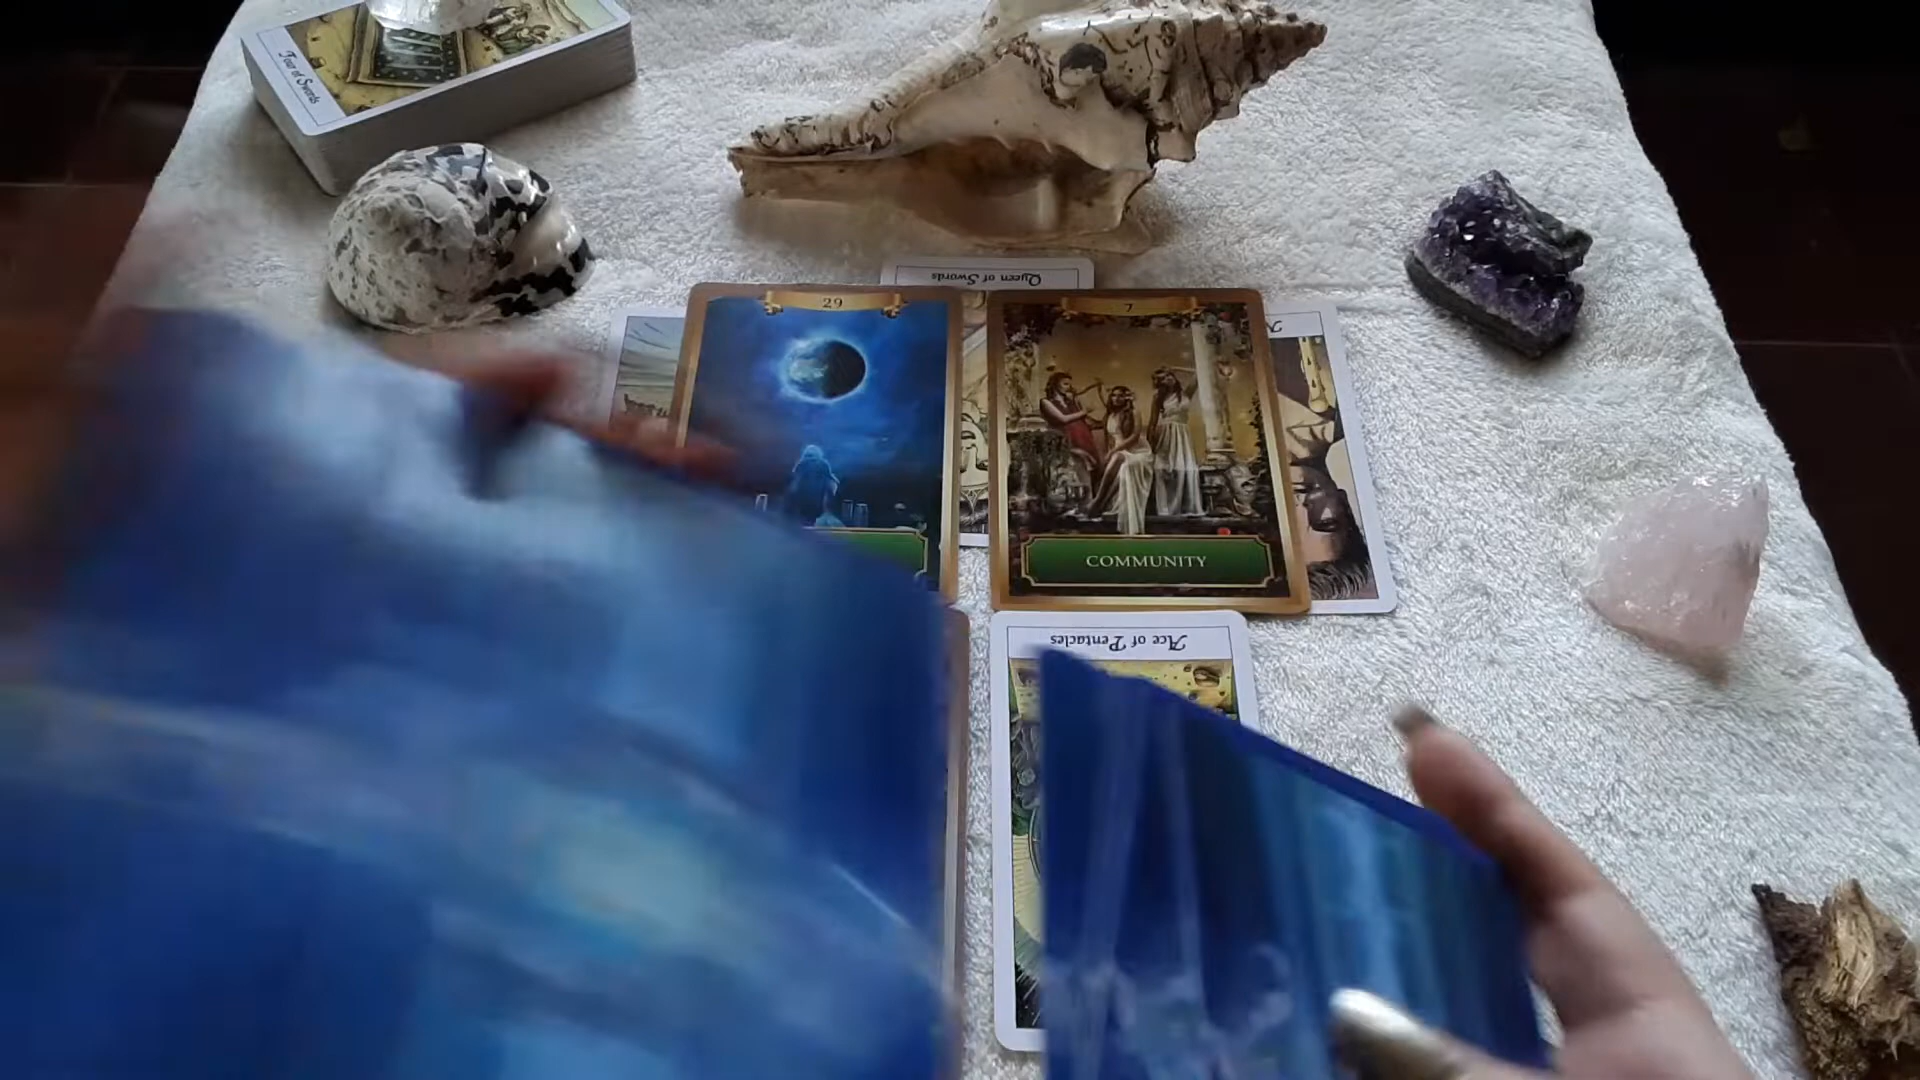 Four of Swords
Queen of Swords
29
7
COMMUNITY
Ace of Pentacles